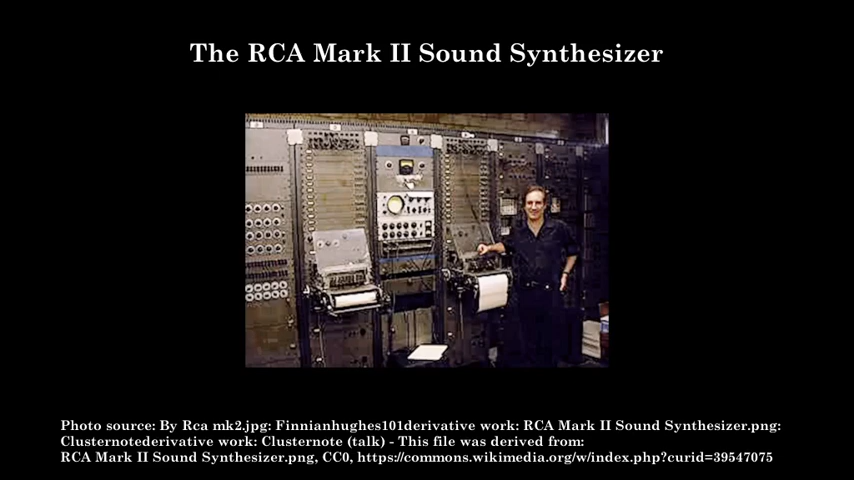 The RCA Mark II Sound Synthesizer
Photo source: By Rca mk2.jpg: Finnianhughes101derivative work: RCA Mark II Sound Synthesizer.png:
Clusternotederivative work: Clusternote (talk) - This file was derived from:
RCA Mark II Sound Synthesizer.png, CC0, https://commons.wikimedia.org/w/index.php?curid=39547075